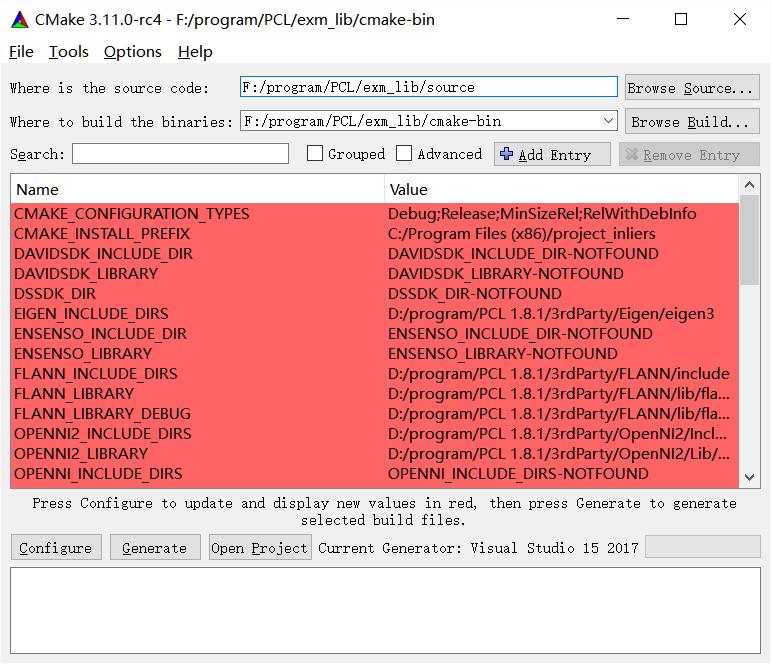 CMake 3.11.0-rc4 - F:/program/PCL/exm_lib/cmake-bin
File Tools Options Help
Where is the source code: F:/program/PCL/exm_lib/source Browse Source...
Where to build the binaries: F:/program/PCL/exm_lib/cmake-bin Browse Build...
Search: Grouped Advanced Add Entry Remove Entry
Name Value
CMAKE_CONFIGURATION_TYPES Debug;Release;MinSizeRel;RelWithDebInfo
CMAKE_INSTALL_PREFIX C:/Program Files (x86)/project_inliers
DAVIDSDK_INCLUDE_DIR DAVIDSDK_INCLUDE_DIR-NOTFOUND
DAVIDSDK_LIBRARY DAVIDSDK_LIBRARY-NOTFOUND
DSSDK_DIR DSSDK_DIR-NOTFOUND
EIGEN_INCLUDE_DIRS D:/program/PCL 1.8.1/3rdParty/Eigen/eigen3
ENSENSO_INCLUDE_DIR ENSENSO_INCLUDE_DIR-NOTFOUND
ENSENSO_LIBRARY ENSENSO_LIBRARY-NOTFOUND
FLANN_INCLUDE_DIRS D:/program/PCL 1.8.1/3rdParty/FLANN/include
FLANN_LIBRARY D:/program/PCL 1.8.1/3rdParty/FLANN/lib/fla...
FLANN_LIBRARY_DEBUG D:/program/PCL 1.8.1/3rdParty/FLANN/lib/fla...
OPENNI2_INCLUDE_DIRS D:/program/PCL 1.8.1/3rdParty/OpenNI2/Incl...
OPENNI2_LIBRARY D:/program/PCL 1.8.1/3rdParty/OpenNI2/Lib/...
OPENNI_INCLUDE_DIRS OPENNI_INCLUDE_DIRS-NOTFOUND
Press Configure to update and display new values in red, then press Generate to generate
selected build files.
Configure Generate Open Project Current Generator: Visual Studio 15 2017